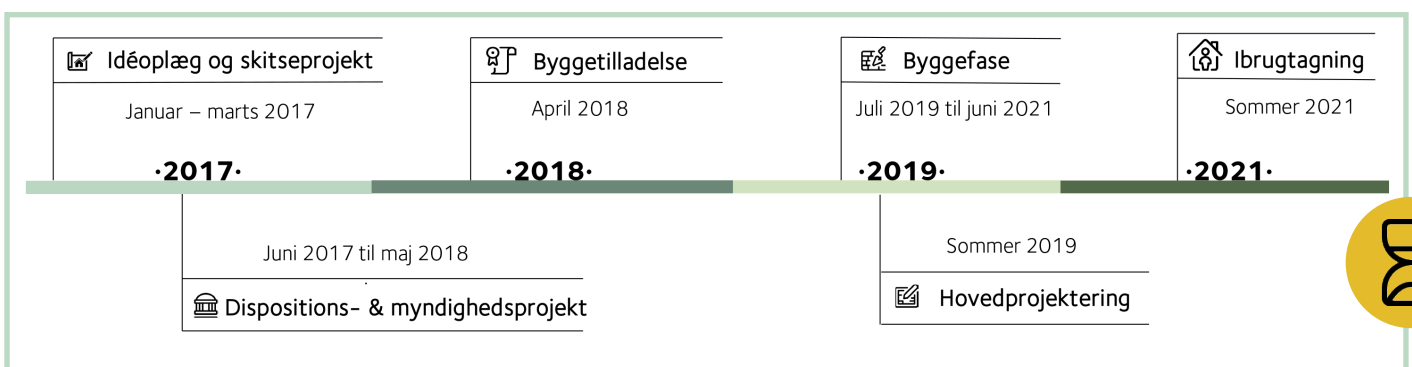 Idéoplæg og skitseprojekt
Januar – marts 2017
·2017·
Byggetilladelse
April 2018
·2018·
Byggefase
Juli 2019 til juni 2021
·2019·
Ibrugtagning
Sommer 2021
·2021·
Juni 2017 til maj 2018
Dispositions- & myndighedsprojekt
Sommer 2019
Hovedprojektering